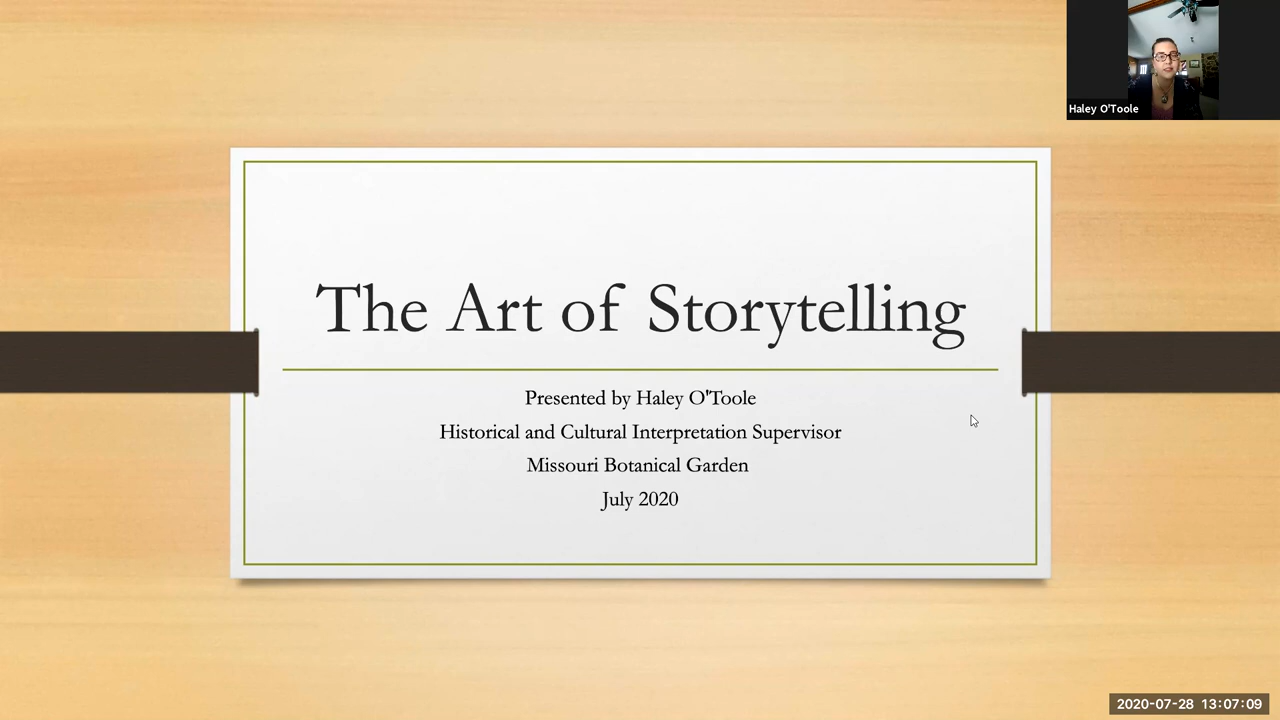 Haley O'Toole
The Art of Storytelling
Presented by Haley O'Toole
Historical and Cultural Interpretation Supervisor
Missouri Botanical Garden
July 2020
2020-07-28 13:07:09